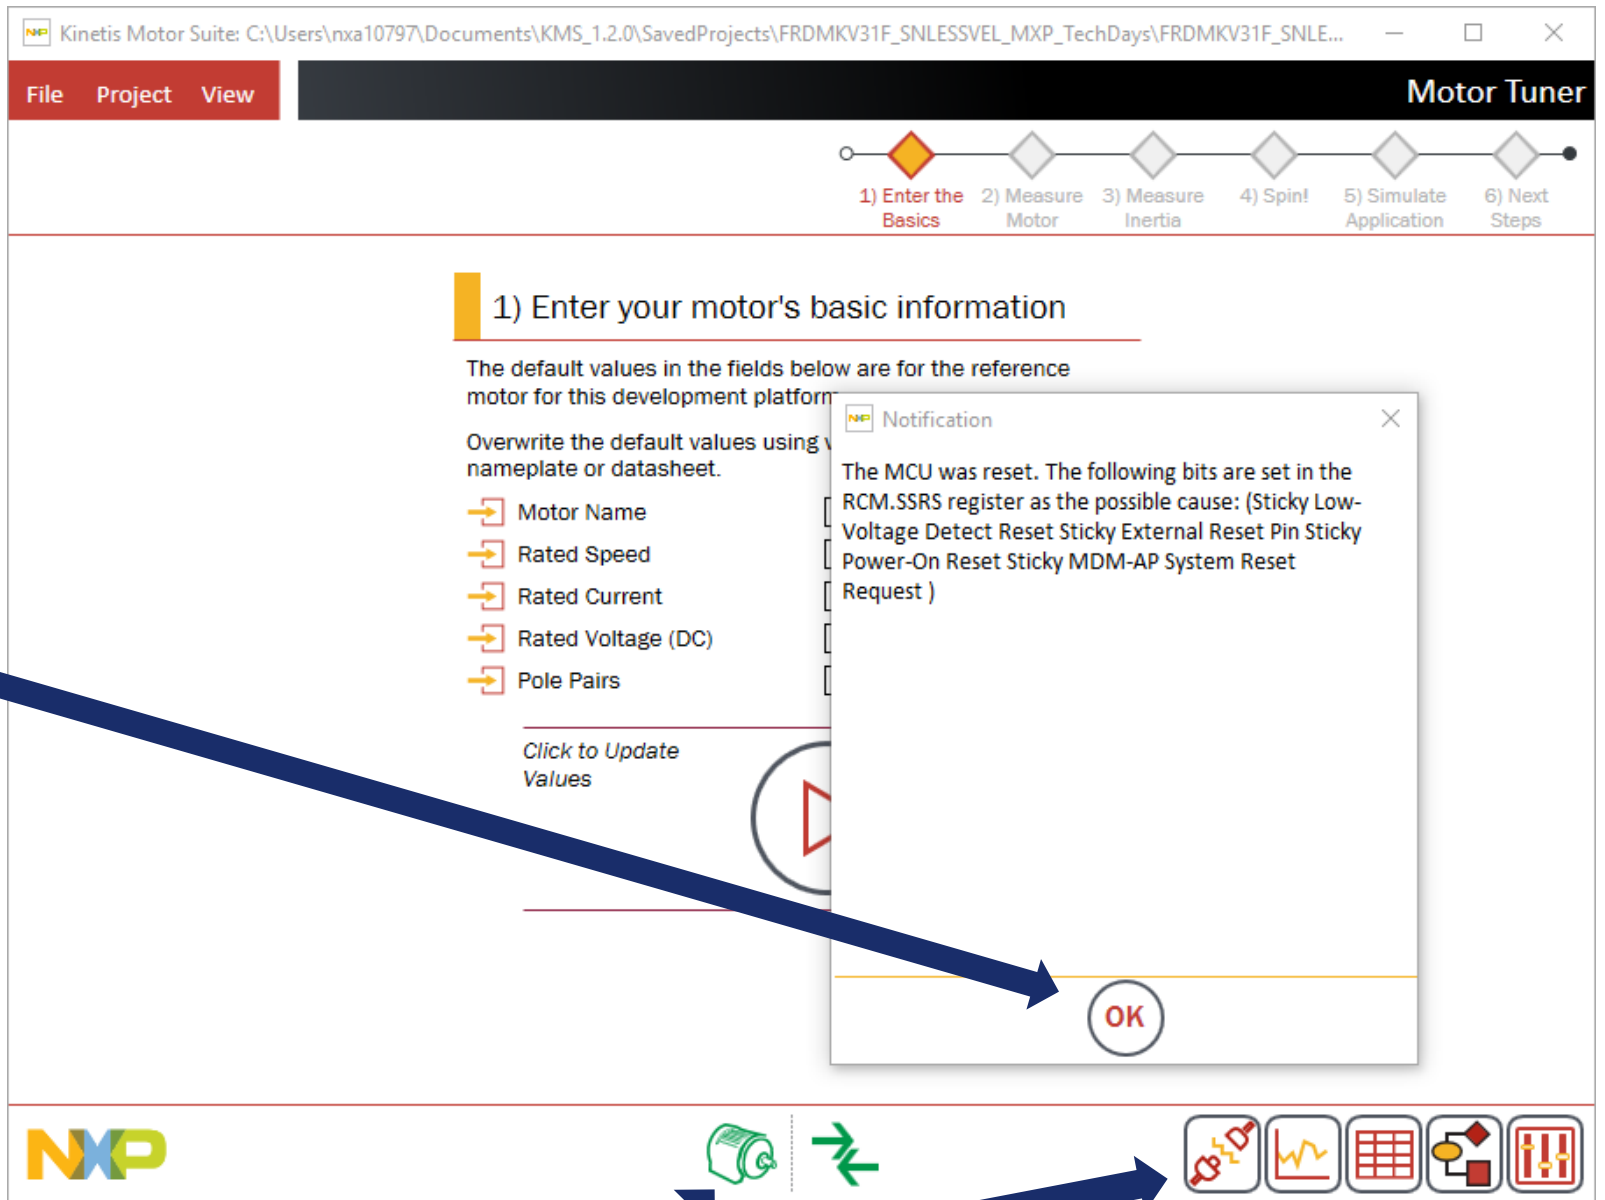 Kinetis Motor Suite: C:\Users\nxa10797\Documents\KMS_1.2.0\SavedProjects\FRDMKV31F_SNLESSVEL_MXP_TechDays\FRDMKV31F_SNLE...
File Project View
Motor Tuner
1) Enter the Basics
2) Measure Motor
3) Measure Inertia
4) Spin!
5) Simulate Application
6) Next Steps
1) Enter your motor's basic information
The default values in the fields below are for the reference
motor for this development platform
Overwrite the default values using
nameplate or datasheet.
Motor Name
Rated Speed
Rated Current
Rated Voltage (DC)
Pole Pairs
Click to Update
Values
NXP Notification
The MCU was reset. The following bits are set in the
RCM.SSRS register as the possible cause: (Sticky Low-
Voltage Detect Reset Sticky External Reset Pin Sticky
Power-On Reset Sticky MDM-AP System Reset
Request )
OK
NXP